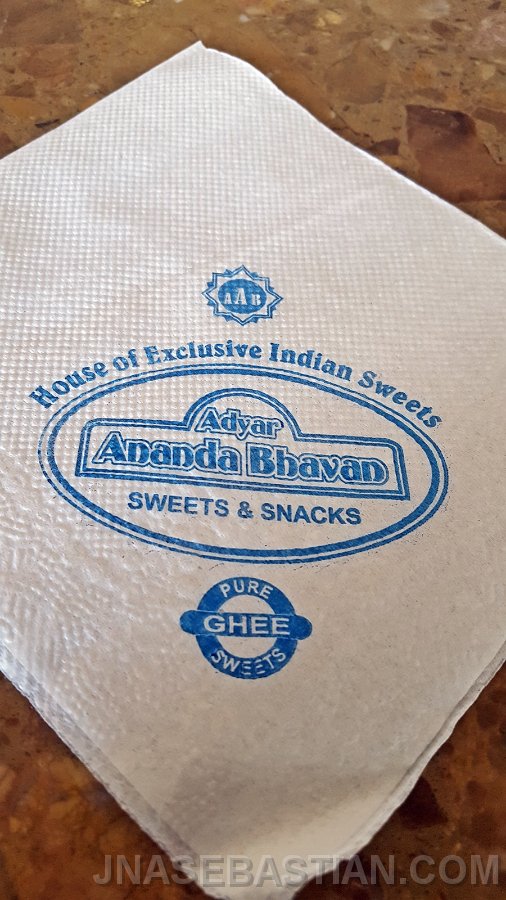 AAB
House of Exclusive Indian Sweets
Adyar
Ananda Bhavan
SWEETS & SNACKS
PURE
GHEE
SWEETS
JNASEBASTIAN.COM